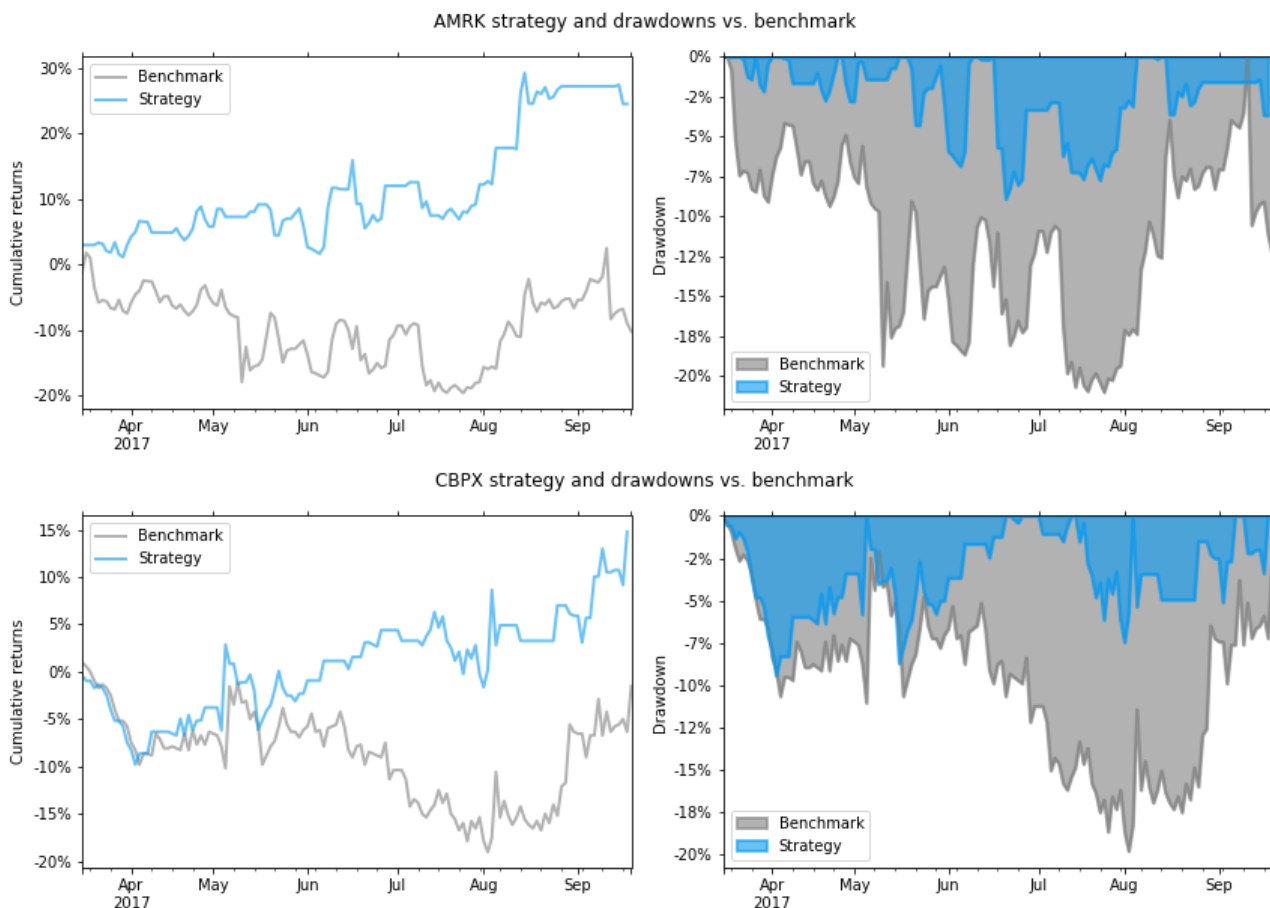 AMRK strategy and drawdowns vs. benchmark
Cumulative returns
30%
20%
10%
0%
-10%
-20%
Benchmark
Strategy
Apr May Jun Jul Aug Sep
2017
Drawdown
0%
-2%
-5%
-7%
-10%
-12%
-15%
-18%
-20%
Benchmark
Strategy
Apr May Jun Jul Aug Sep
2017
CBPX strategy and drawdowns vs. benchmark
Cumulative returns
15%
10%
5%
0%
-5%
-10%
-15%
-20%
Benchmark
Strategy
Apr May Jun Jul Aug Sep
2017
Drawdown
0%
-2%
-5%
-7%
-10%
-12%
-15%
-18%
-20%
Benchmark
Strategy
Apr May Jun Jul Aug Sep
2017